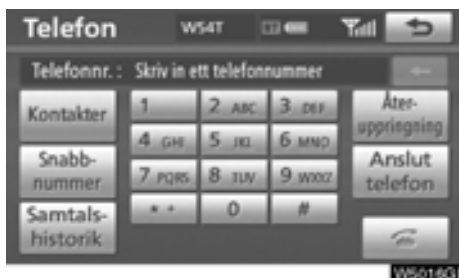 Telefon W54T
Telefonnr. : Skriv in ett telefonnummer
Kontakter
Snabb-
nummer
Samtals-
historik
1 2 ABC 3 DEF
4 GHI 5 JKL 6 MNO
7 PQRS 8 TUV 9 WXYZ
* + 0 #
Åter-
uppringning
Anslut
telefon
W5016G